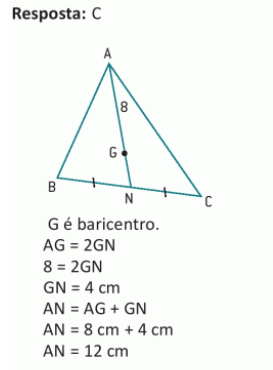 Resposta: C
A
8
G
B
N
C
G é baricentro.
AG = 2GN
8 = 2GN
GN = 4 cm
AN = AG + GN
AN = 8 cm + 4 cm
AN = 12 cm